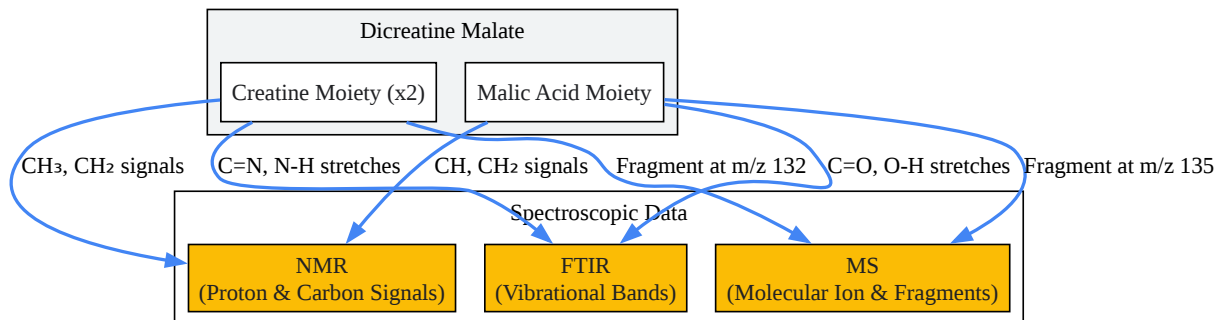 Dicreatine Malate
Creatine Moiety (x2)
Malic Acid Moiety
CH₃, CH₂ signals
C=N, N-H stretches
CH, CH₂ signals
Fragment at m/z 132
C=O, O-H stretches
Fragment at m/z 135
Spectroscopic Data
NMR
(Proton & Carbon Signals)
FTIR
(Vibrational Bands)
MS
(Molecular Ion & Fragments)